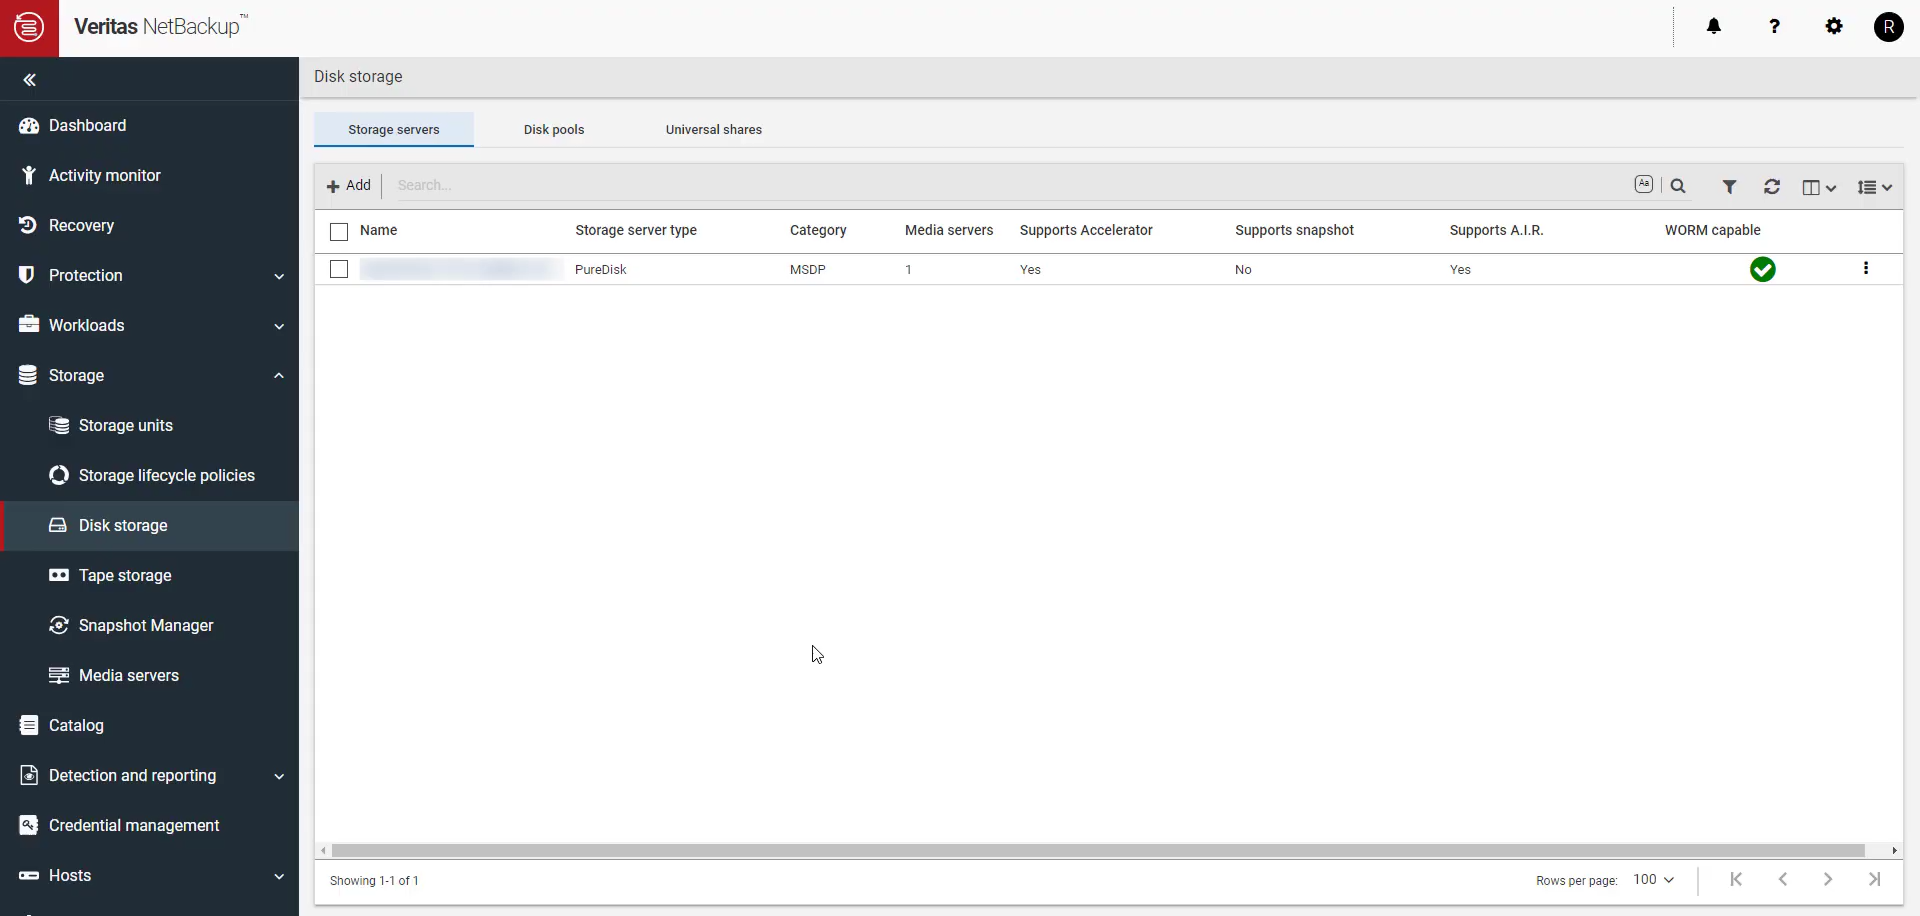 Veritas NetBackup™
R
Disk storage
Dashboard
Activity monitor
Recovery
Protection
Workloads
Storage
Storage units
Storage lifecycle policies
Disk storage
Tape storage
Snapshot Manager
Media servers
Catalog
Detection and reporting
Credential management
Hosts
Storage servers Disk pools Universal shares
Add Search... Aa
Name Storage server type Category Media servers Supports Accelerator Supports snapshot Supports A.I.R. WORM capable
PureDisk MSDP 1 Yes No Yes
Showing 1-1 of 1 Rows per page: 100